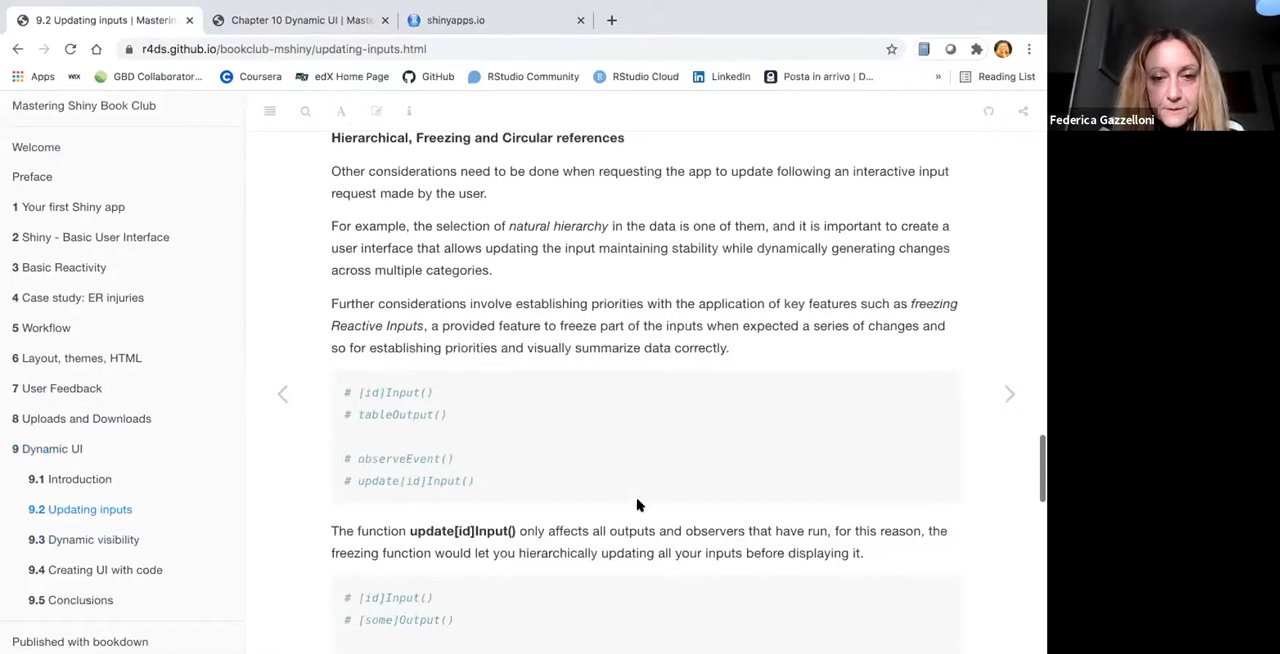 9.2 Updating inputs | Masterin
Chapter 10 Dynamic UI | Maste
shinyapps.io
r4ds.github.io/bookclub-mshiny/updating-inputs.html
Apps
WIX
GBD Collaborator...
Coursera
edX Home Page
GitHub
RStudio Community
RStudio Cloud
LinkedIn
Posta in arrivo | D...
»
Reading List
Federica Gazzelloni
Mastering Shiny Book Club
Welcome
Preface
1 Your first Shiny app
2 Shiny - Basic User Interface
3 Basic Reactivity
4 Case study: ER injuries
5 Workflow
6 Layout, themes, HTML
7 User Feedback
8 Uploads and Downloads
9 Dynamic UI
9.1 Introduction
9.2 Updating inputs
9.3 Dynamic visibility
9.4 Creating UI with code
9.5 Conclusions
Published with bookdown
Hierarchical, Freezing and Circular references
Other considerations need to be done when requesting the app to update following an interactive input
request made by the user.
For example, the selection of natural hierarchy in the data is one of them, and it is important to create a
user interface that allows updating the input maintaining stability while dynamically generating changes
across multiple categories.
Further considerations involve establishing priorities with the application of key features such as freezing
Reactive Inputs, a provided feature to freeze part of the inputs when expected a series of changes and
so for establishing priorities and visually summarize data correctly.
# [id]Input()
# tableOutput()
# observeEvent()
# update[id]Input()
The function update[id]Input() only affects all outputs and observers that have run, for this reason, the
freezing function would let you hierarchically updating all your inputs before displaying it.
# [id]Input()
# [some]Output()